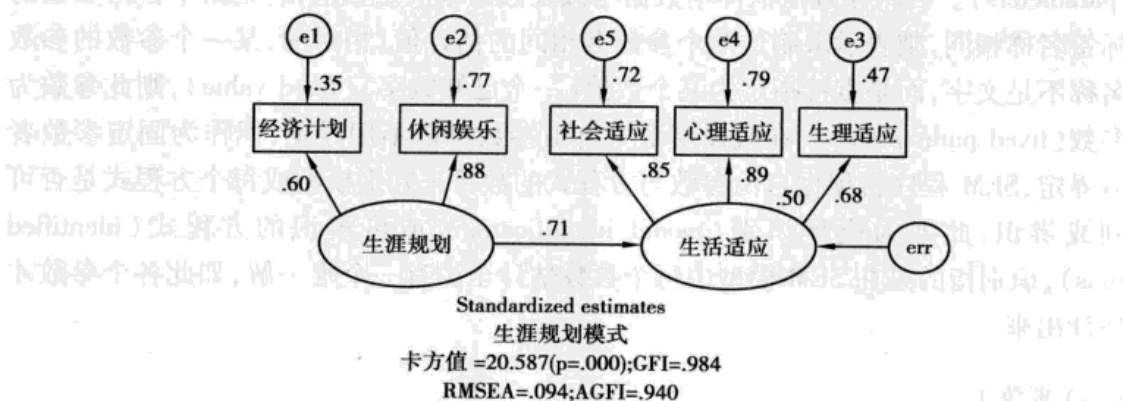 e1 e2 e5 e4 e3
.35 .77 .72 .79 .47
经济计划 休闲娱乐 社会适应 心理适应 生理适应
.60 .88 .85 .89 .50 .68
生涯规划 .71 生活适应 err
Standardized estimates
生涯规划模式
卡方值 =20.587(p=.000);GFI=.984
RMSEA=.094;AGFI=.940